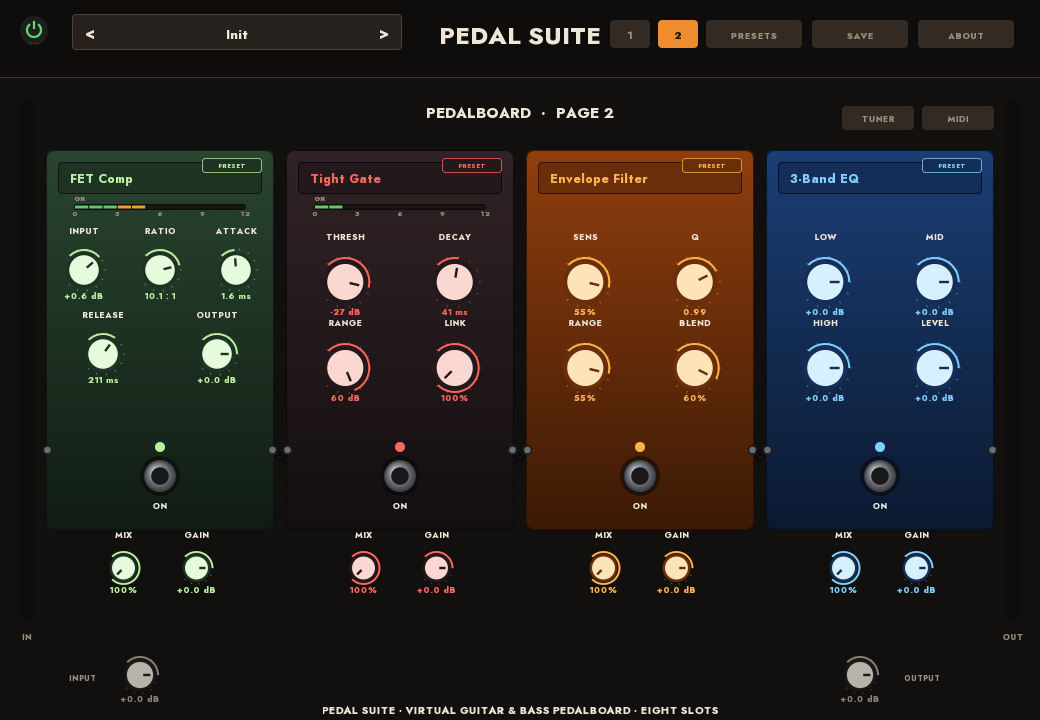 < Init > PEDAL SUITE 1 2 PRESETS SAVE ABOUT
PEDALBOARD · PAGE 2 TUNER MIDI
PRESET PRESET PRESET PRESET
FET Comp Tight Gate Envelope Filter 3-Band EQ
GR GR
0 3 6 9 12 0 3 6 9 12
INPUT RATIO ATTACK THRESH DECAY SENS Q LOW MID
+0.6 dB 10.1 : 1 1.6 ms -27 dB 41 ms 55% 0.99 +0.0 dB +0.0 dB
RELEASE OUTPUT RANGE LINK RANGE BLEND HIGH LEVEL
211 ms +0.0 dB 60 dB 100% 55% 60% +0.0 dB +0.0 dB
ON ON ON ON
MIX GAIN MIX GAIN MIX GAIN MIX GAIN
100% +0.0 dB 100% +0.0 dB 100% +0.0 dB 100% +0.0 dB
IN OUT
INPUT OUTPUT
+0.0 dB +0.0 dB
PEDAL SUITE · VIRTUAL GUITAR & BASS PEDALBOARD · EIGHT SLOTS